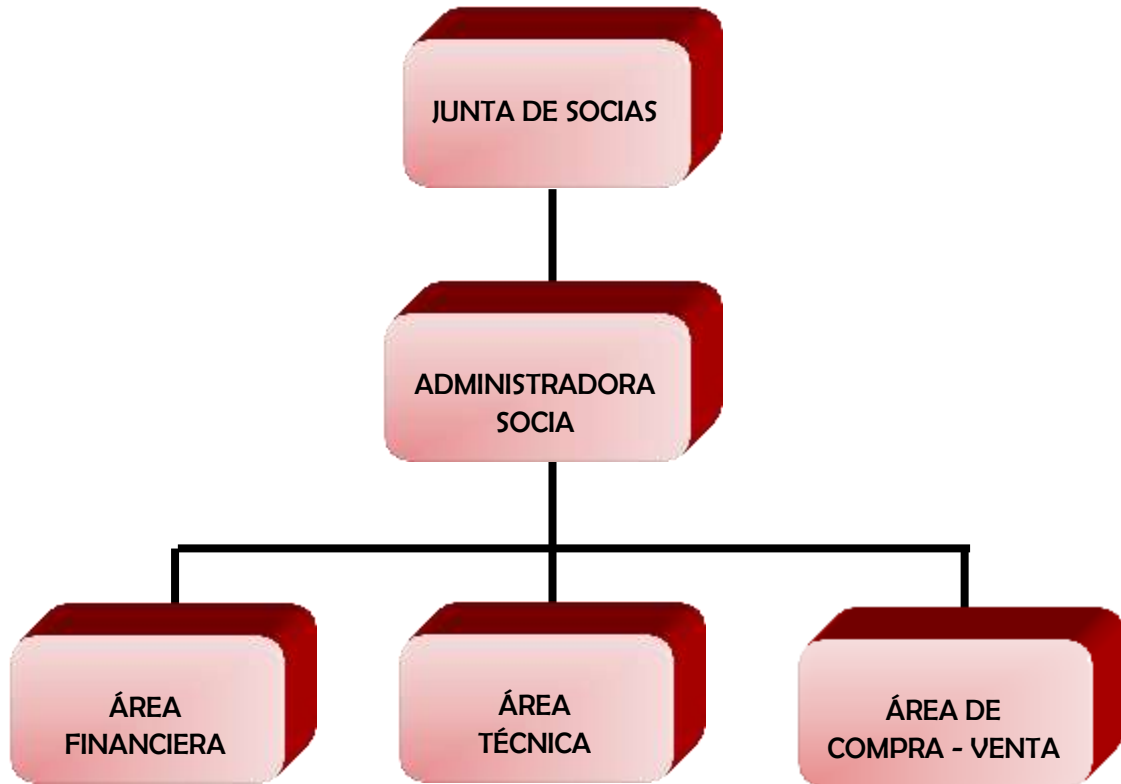 JUNTA DE SOCIAS
ADMINISTRADORA
SOCIA
ÁREA
FINANCIERA
ÁREA
TÉCNICA
ÁREA DE
COMPRA - VENTA